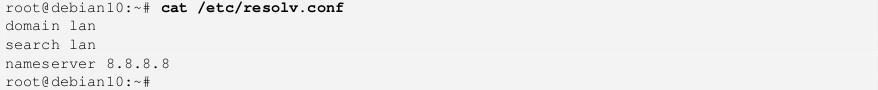 root@debian10:~# cat /etc/resolv.conf
domain lan
search lan
nameserver 8.8.8.8
root@debian10:~#